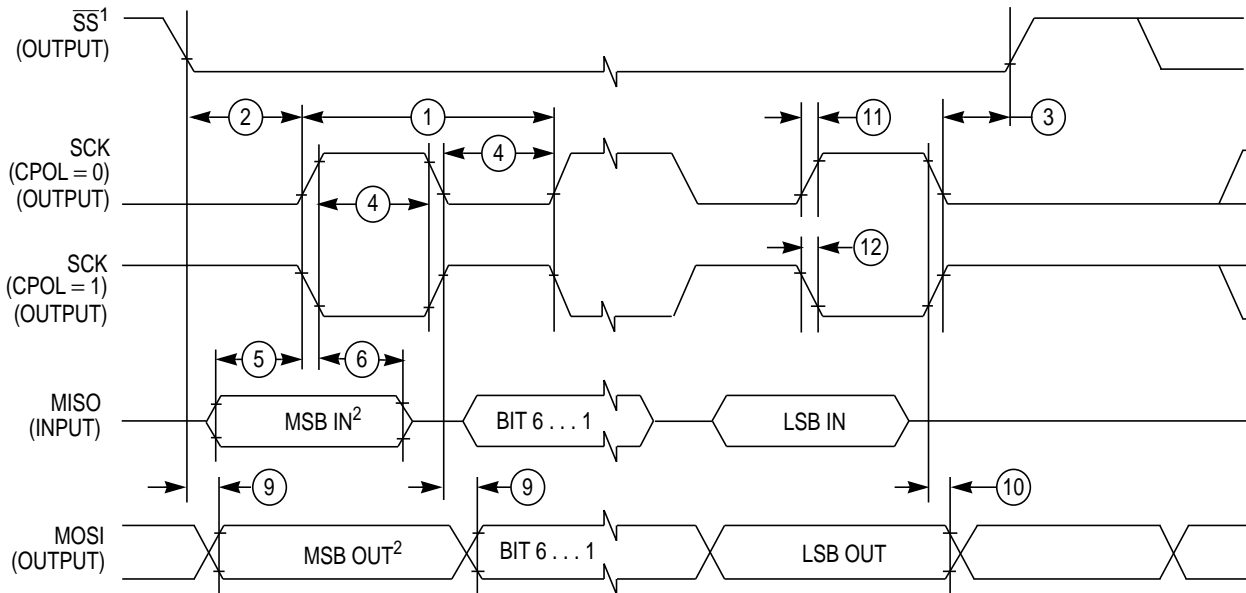 SS¹
(OUTPUT)
2
1
11
3
SCK
(CPOL = 0)
(OUTPUT)
4
4
SCK
(CPOL = 1)
(OUTPUT)
12
5
6
MISO
(INPUT)
MSB IN²
BIT 6 . . . 1
LSB IN
9
9
10
MOSI
(OUTPUT)
MSB OUT²
BIT 6 . . . 1
LSB OUT